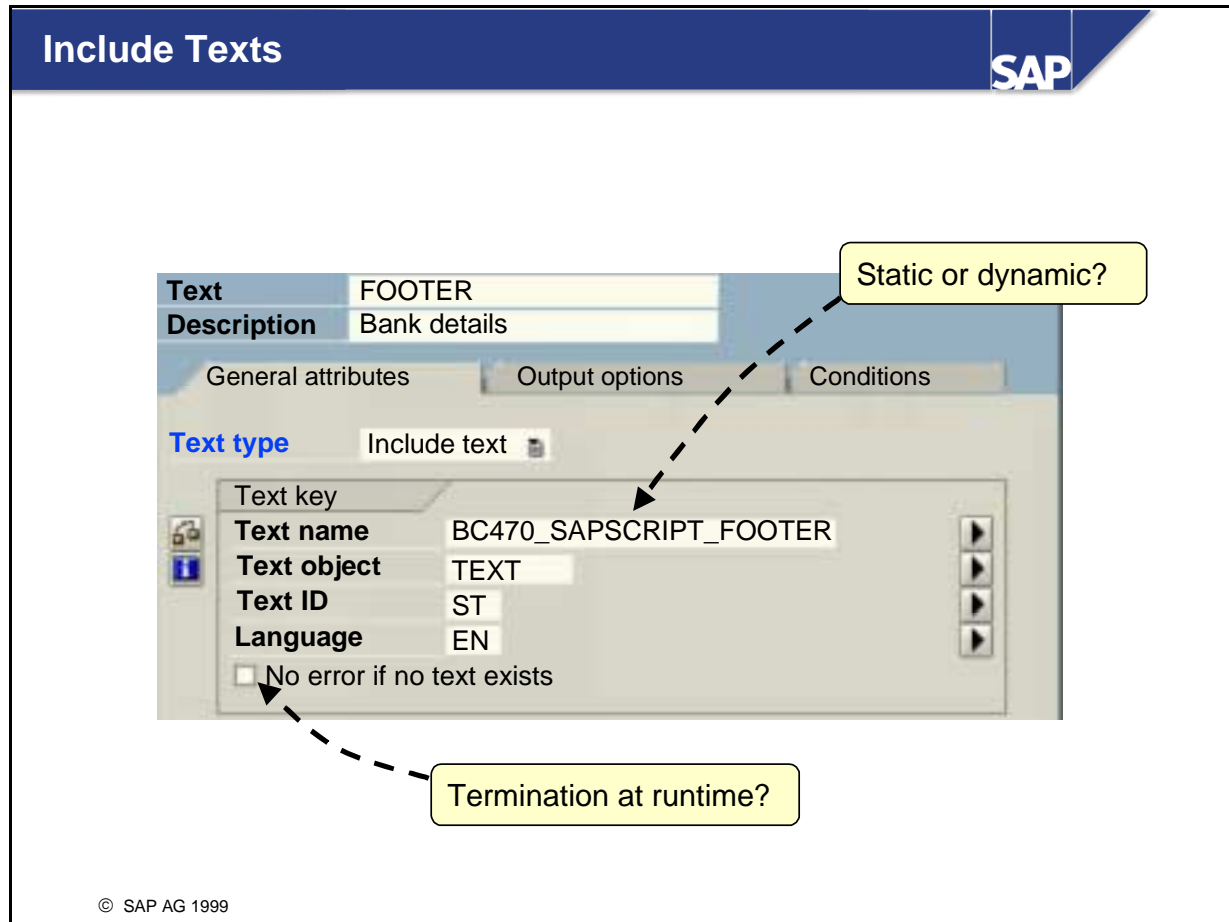 Include Texts
SAP
Static or dynamic?
Text FOOTER
Description Bank details
General attributes Output options Conditions
Text type Include text
Text key
Text name BC470_SAPSCRIPT_FOOTER
Text object TEXT
Text ID ST
Language EN
No error if no text exists
Termination at runtime?
© SAP AG 1999